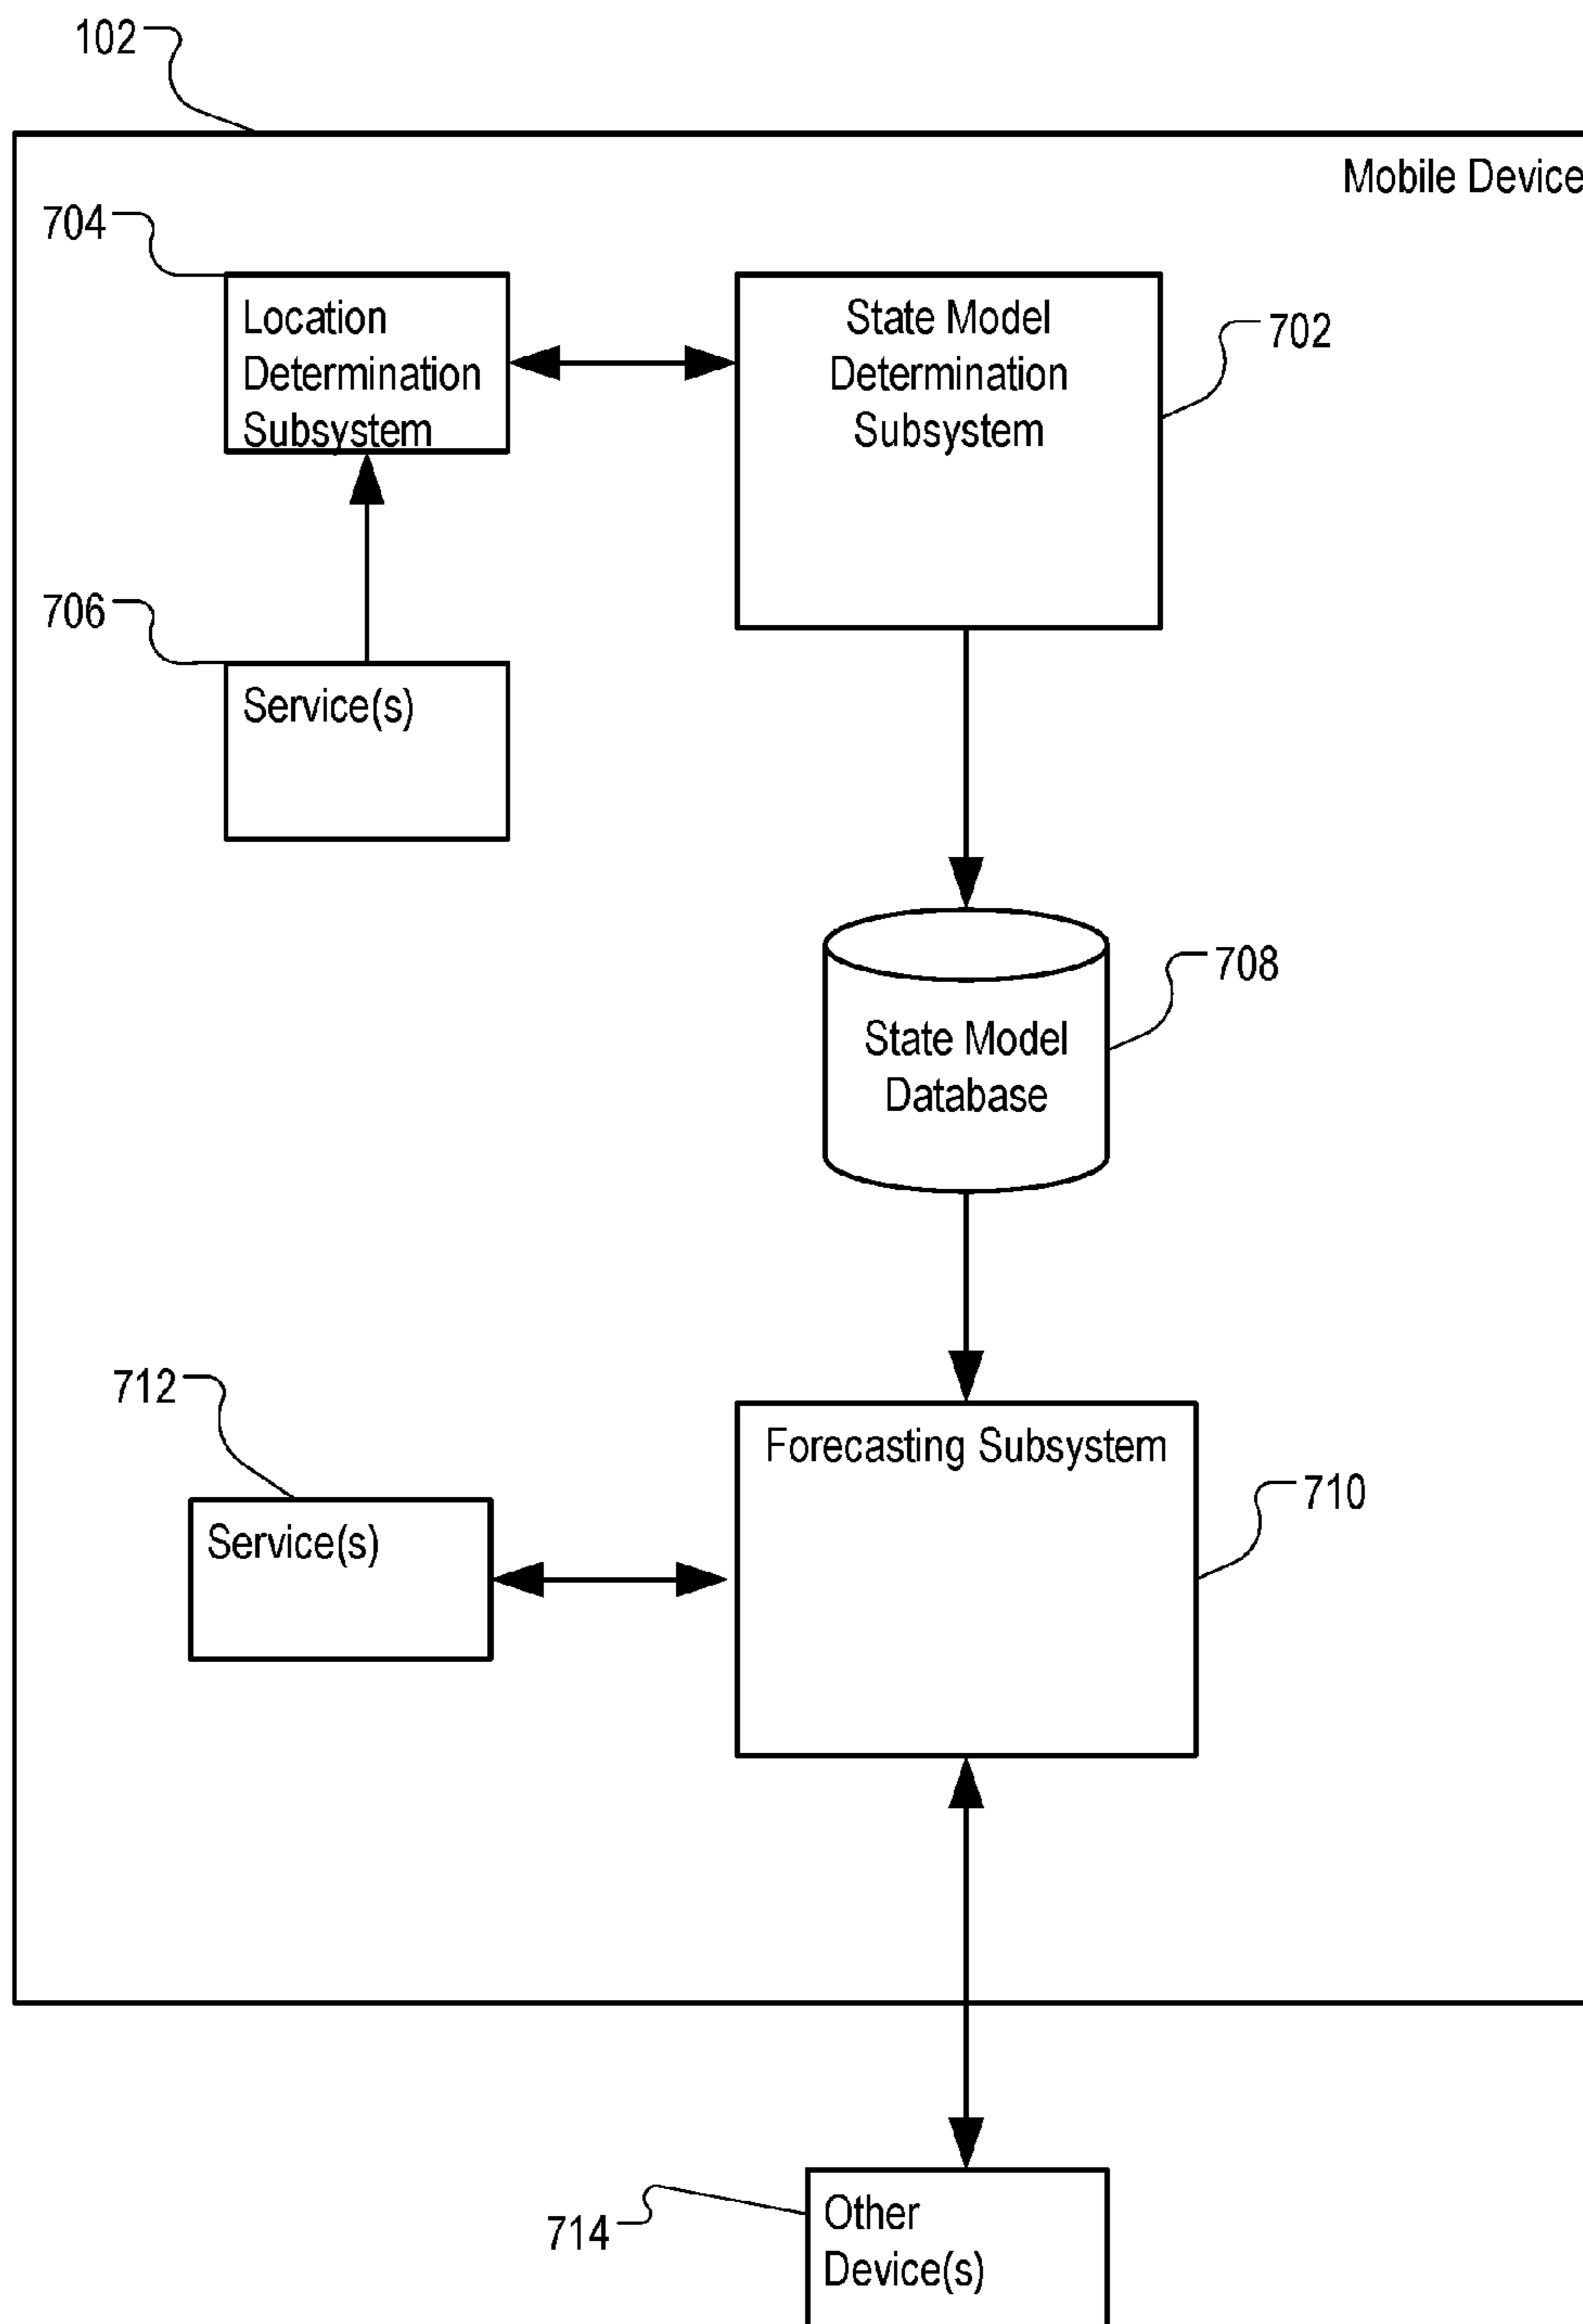 102
Mobile Device
704
Location
Determination
Subsystem
State Model
Determination
Subsystem
702
706
Service(s)
708
State Model
Database
712
Forecasting Subsystem
710
Service(s)
714
Other
Device(s)